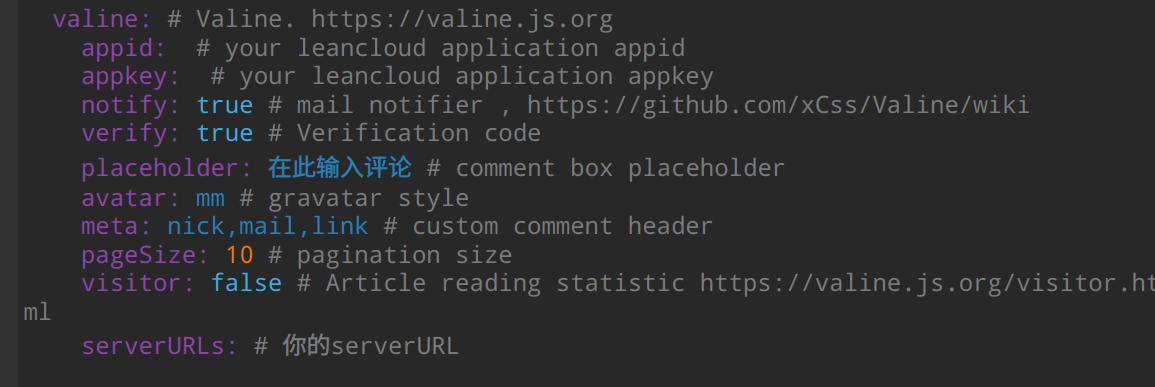 valine: # Valine. https://valine.js.org
appid:  # your leancloud application appid
appkey:  # your leancloud application appkey
notify: true # mail notifier , https://github.com/xCss/Valine/wiki
verify: true # Verification code
placeholder: 在此输入评论 # comment box placeholder
avatar: mm # gravatar style
meta: nick,mail,link # custom comment header
pageSize: 10 # pagination size
visitor: false # Article reading statistic https://valine.js.org/visitor.ht
ml
serverURLs: # 你的serverURL